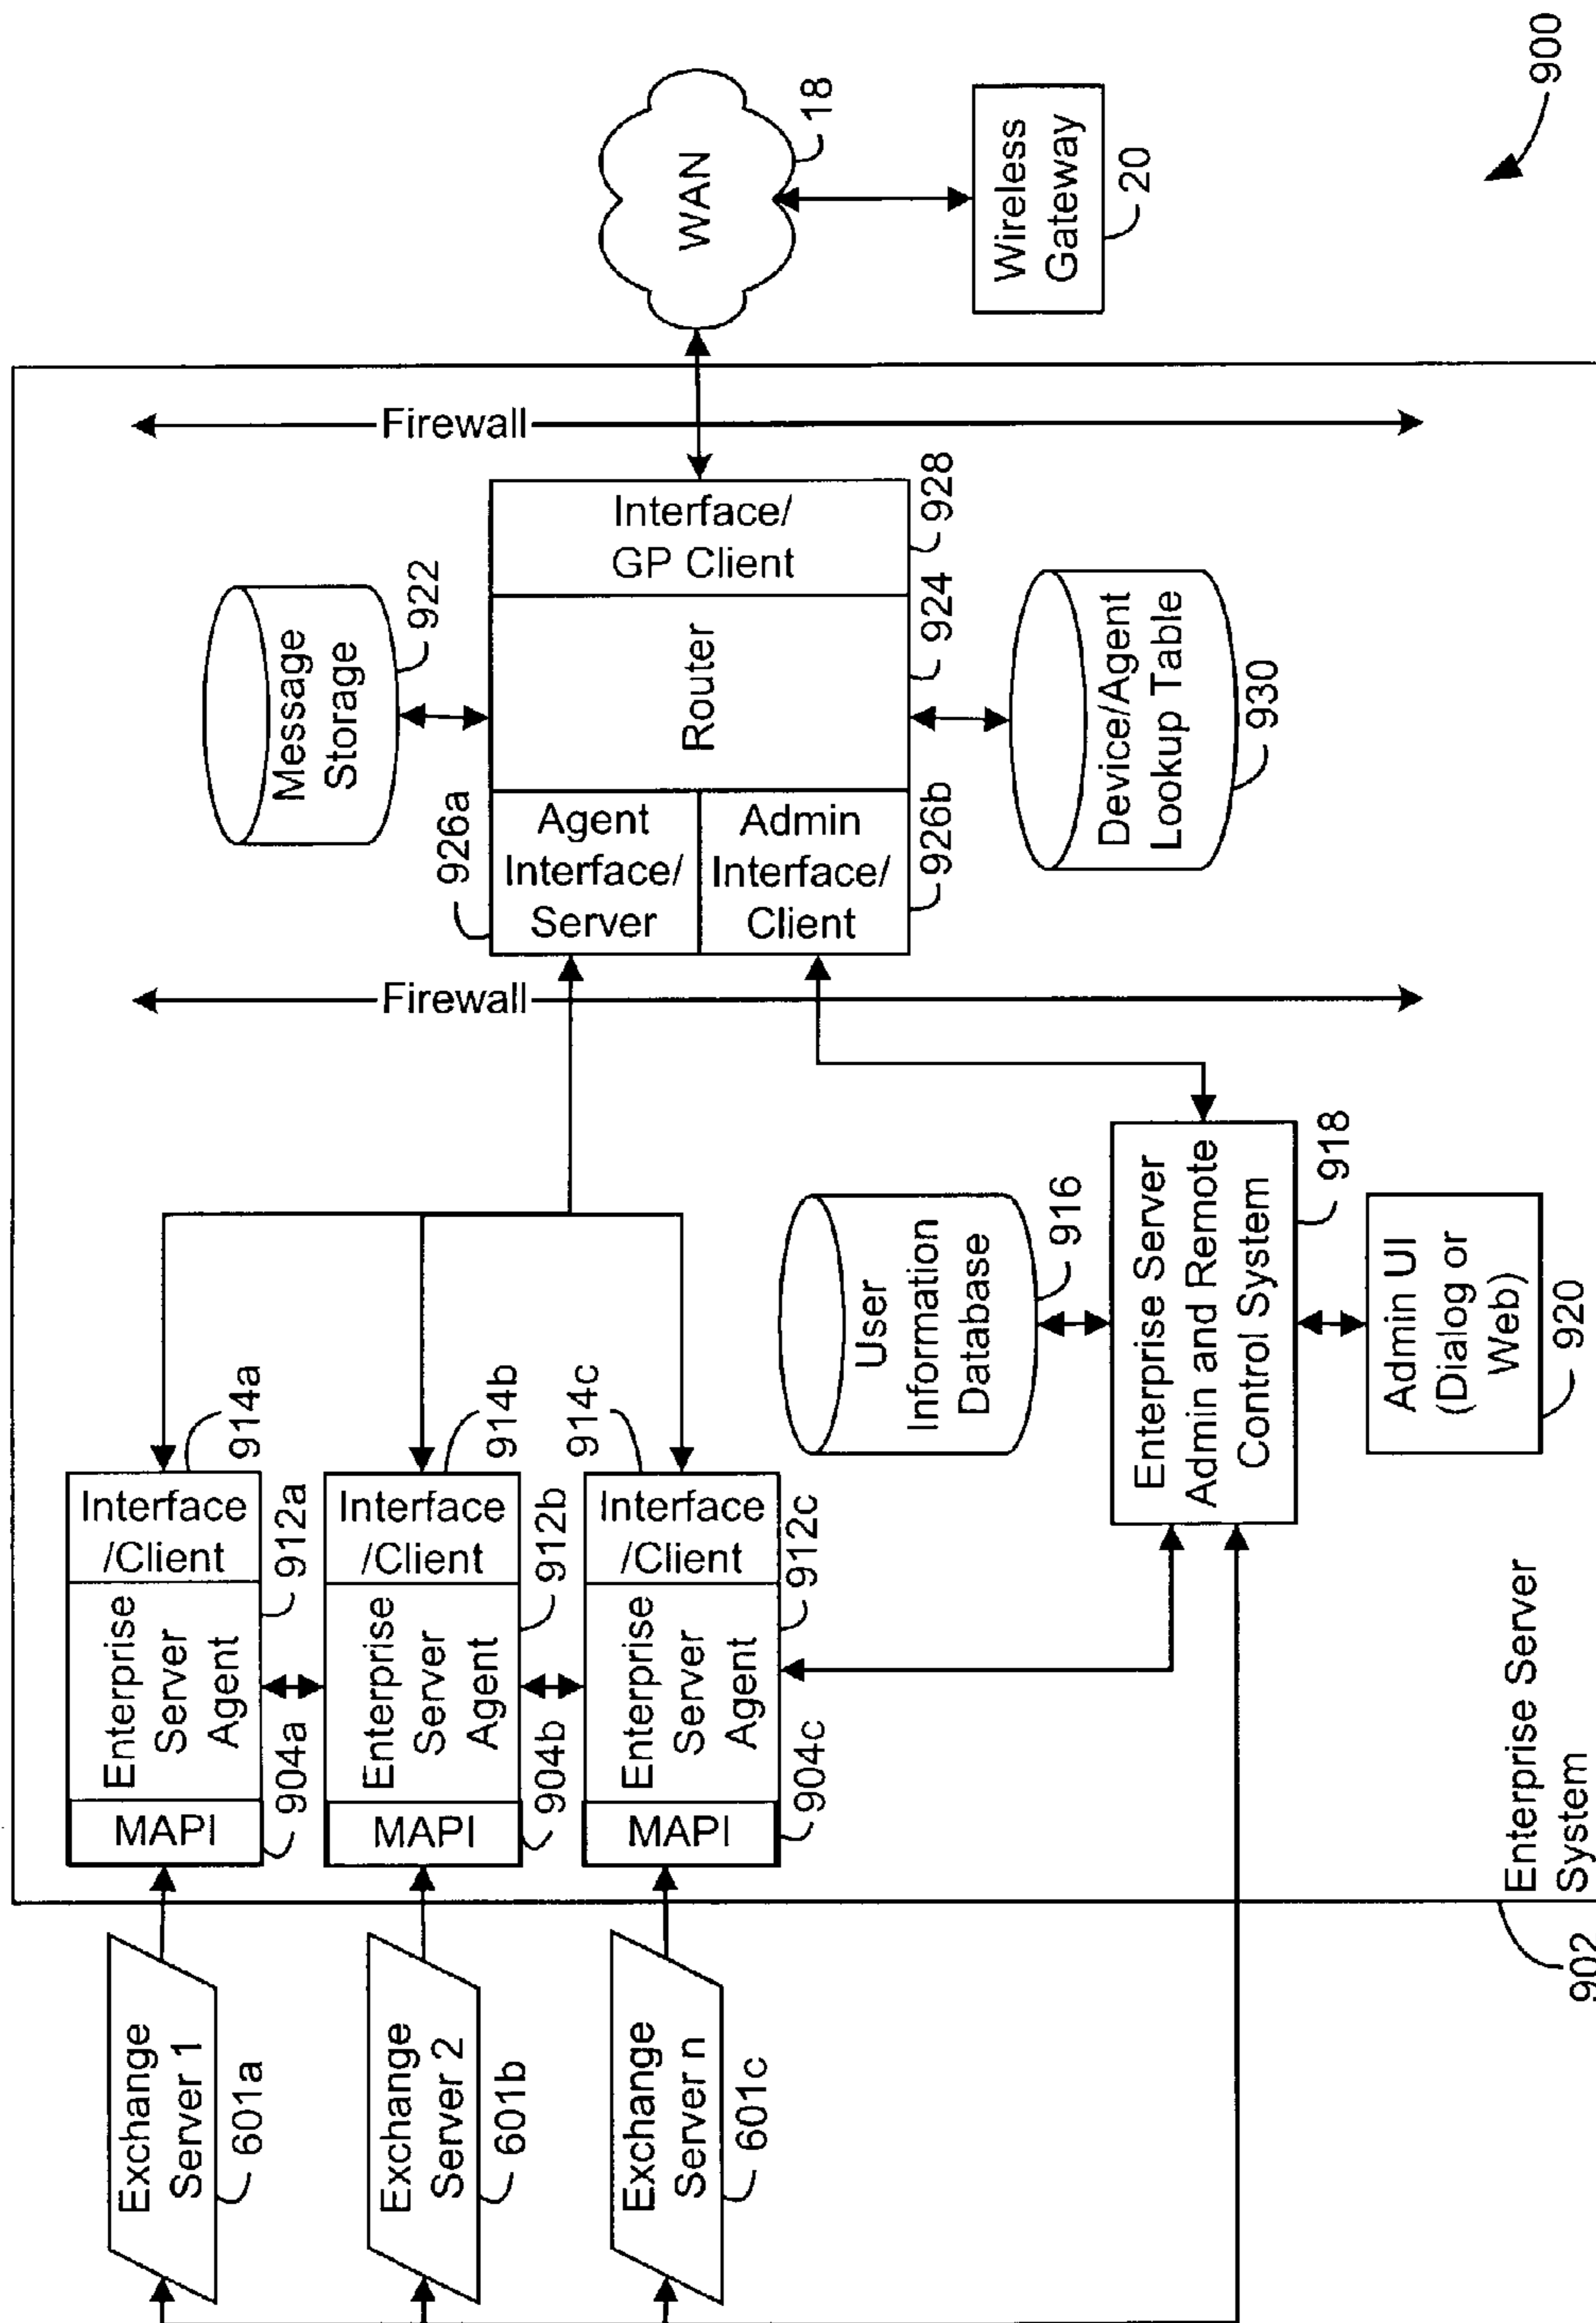 Exchange
Server 1
601a
MAPI
904a
Enterprise
Server
Agent
912a
Interface
/Client
914a
Exchange
Server 2
601b
MAPI
904b
Enterprise
Server
Agent
912b
Interface
/Client
914b
Exchange
Server n
601c
MAPI
904c
Enterprise
Server
Agent
912c
Interface
/Client
914c
User
Information
Database
916
Enterprise Server
Admin and Remote
Control System
918
Admin UI
(Dialog or
Web)
920
Firewall
Message
Storage
922
926a
Agent
Interface/
Server
Admin
Interface/
Client
926b
Router
924
Interface/
GP Client
928
Device/Agent
Lookup Table
930
Firewall
WAN
18
Wireless
Gateway
20
902
Enterprise Server
System
900